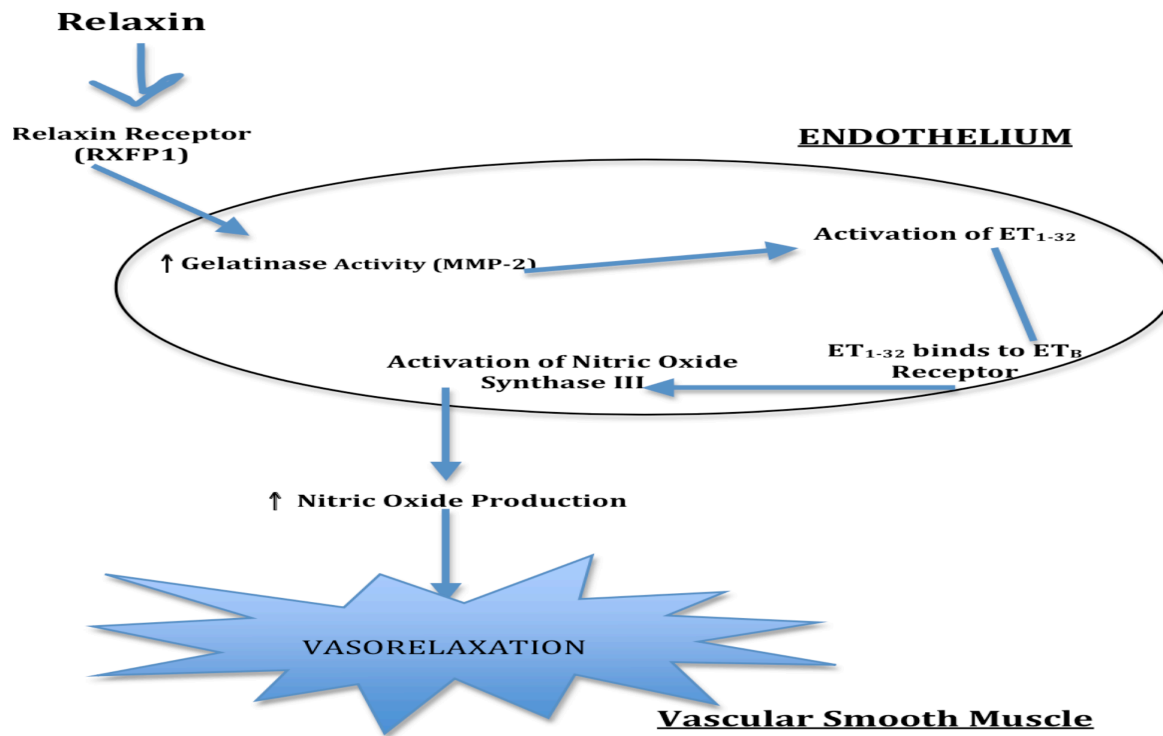 Relaxin
Relaxin Receptor
(RXFP1)
ENDOTHELIUM
Activation of ET₁₋₃₂
↑ Gelatinase Activity (MMP-2)
ET₁₋₃₂ binds to ET_B
Receptor
Activation of Nitric Oxide
Synthase III
↑ Nitric Oxide Production
VASORELAXATION
Vascular Smooth Muscle